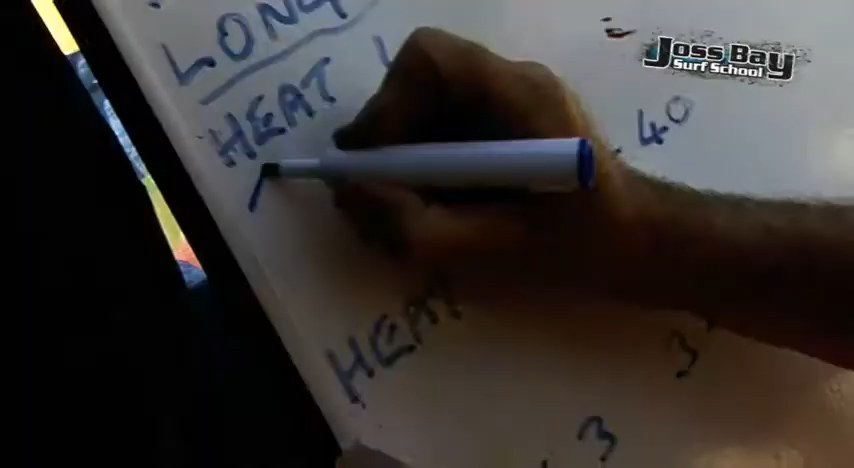 LONG
HEAT
Joss Bay
Surf School
40
HEAT
3
3